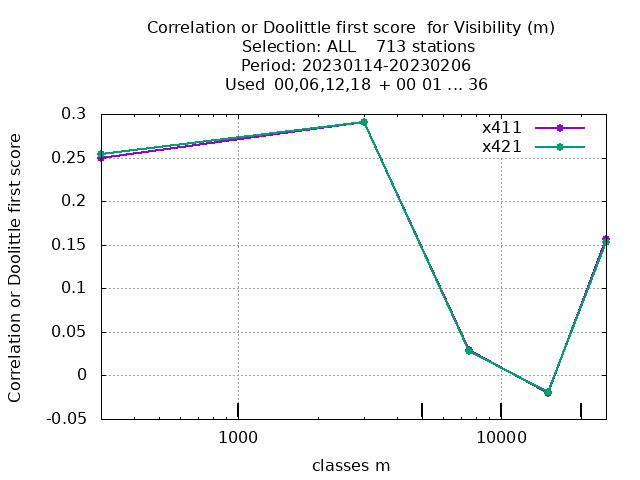 Correlation or Doolittle first score  for Visibility (m)
Selection: ALL    713 stations
Period: 20230114-20230206
Used  00,06,12,18 + 00 01 ... 36
Correlation or Doolittle first score
0.3
0.25
0.2
0.15
0.1
0.05
0
-0.05
x411
x421
1000
10000
classes m